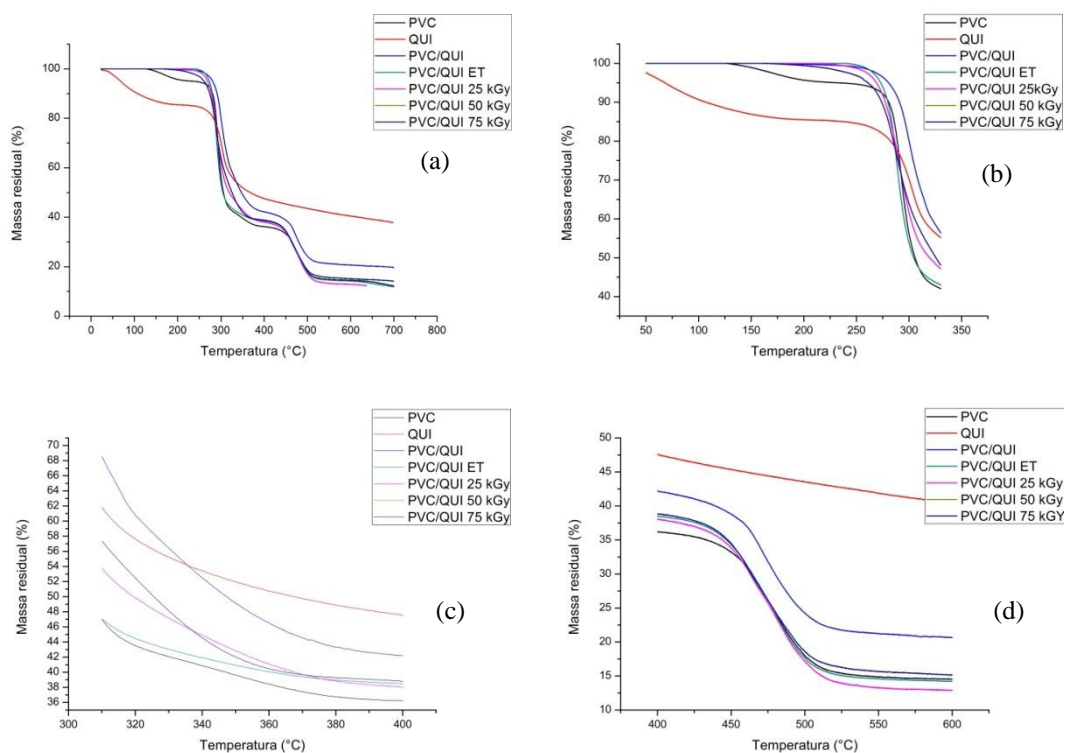 PVC
QUI
PVC/QUI
PVC/QUI ET
PVC/QUI 25 kGy
PVC/QUI 50 kGy
PVC/QUI 75 kGy
(a)
Massa residual (%)
100
80
60
40
20
0
0 100 200 300 400 500 600 700 800
Temperatura (°C)
PVC
QUI
PVC/QUI
PVC/QUI ET
PVC/QUI 25kGy
PVC/QUI 50 kGy
PVC/QUI 75 kGy
(b)
Massa residual (%)
100
90
80
70
60
50
40
50 100 150 200 250 300 350
Temperatura (°C)
PVC
QUI
PVC/QUI
PVC/QUI ET
PVC/QUI 25 kGy
PVC/QUI 50 kGy
PVC/QUI 75 kGy
(c)
Massa residual (%)
70
68
66
64
62
60
58
56
54
52
50
48
46
44
42
40
38
36
300 320 340 360 380 400
Temperatura (°C)
PVC
QUI
PVC/QUI
PVC/QUI ET
PVC/QUI 25 kGy
PVC/QUI 50 kGy
PVC/QUI 75 kGY
(d)
Massa residual (%)
50
45
40
35
30
25
20
15
10
400 450 500 550 600
Temperatura (°C)